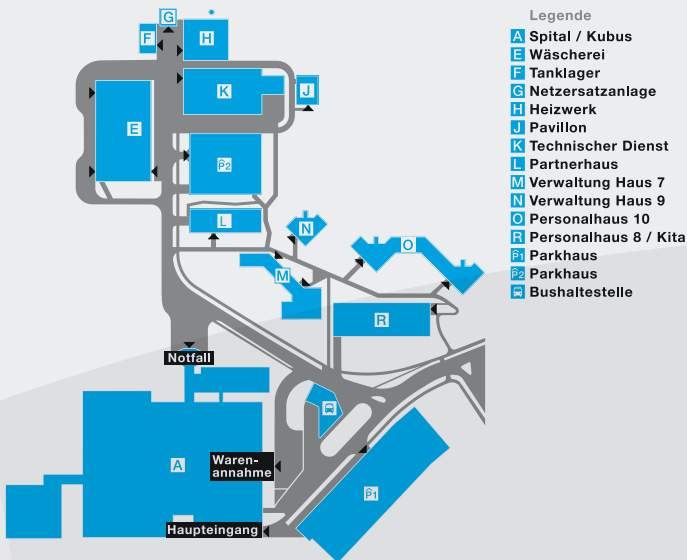 Legende
A Spital / Kubus
E Wäscherei
F Tanklager
G Netzersatzanlage
H Heizwerk
J Pavillon
K Technischer Dienst
L Partnerhaus
M Verwaltung Haus 7
N Verwaltung Haus 9
O Personalhaus 10
R Personalhaus 8 / Kita
P1 Parkhaus
P2 Parkhaus
Bushaltestelle
G
F
H
K
J
E
P2
L
N
O
M
R
Notfall
A
Waren-
annahme
P1
Haupteingang